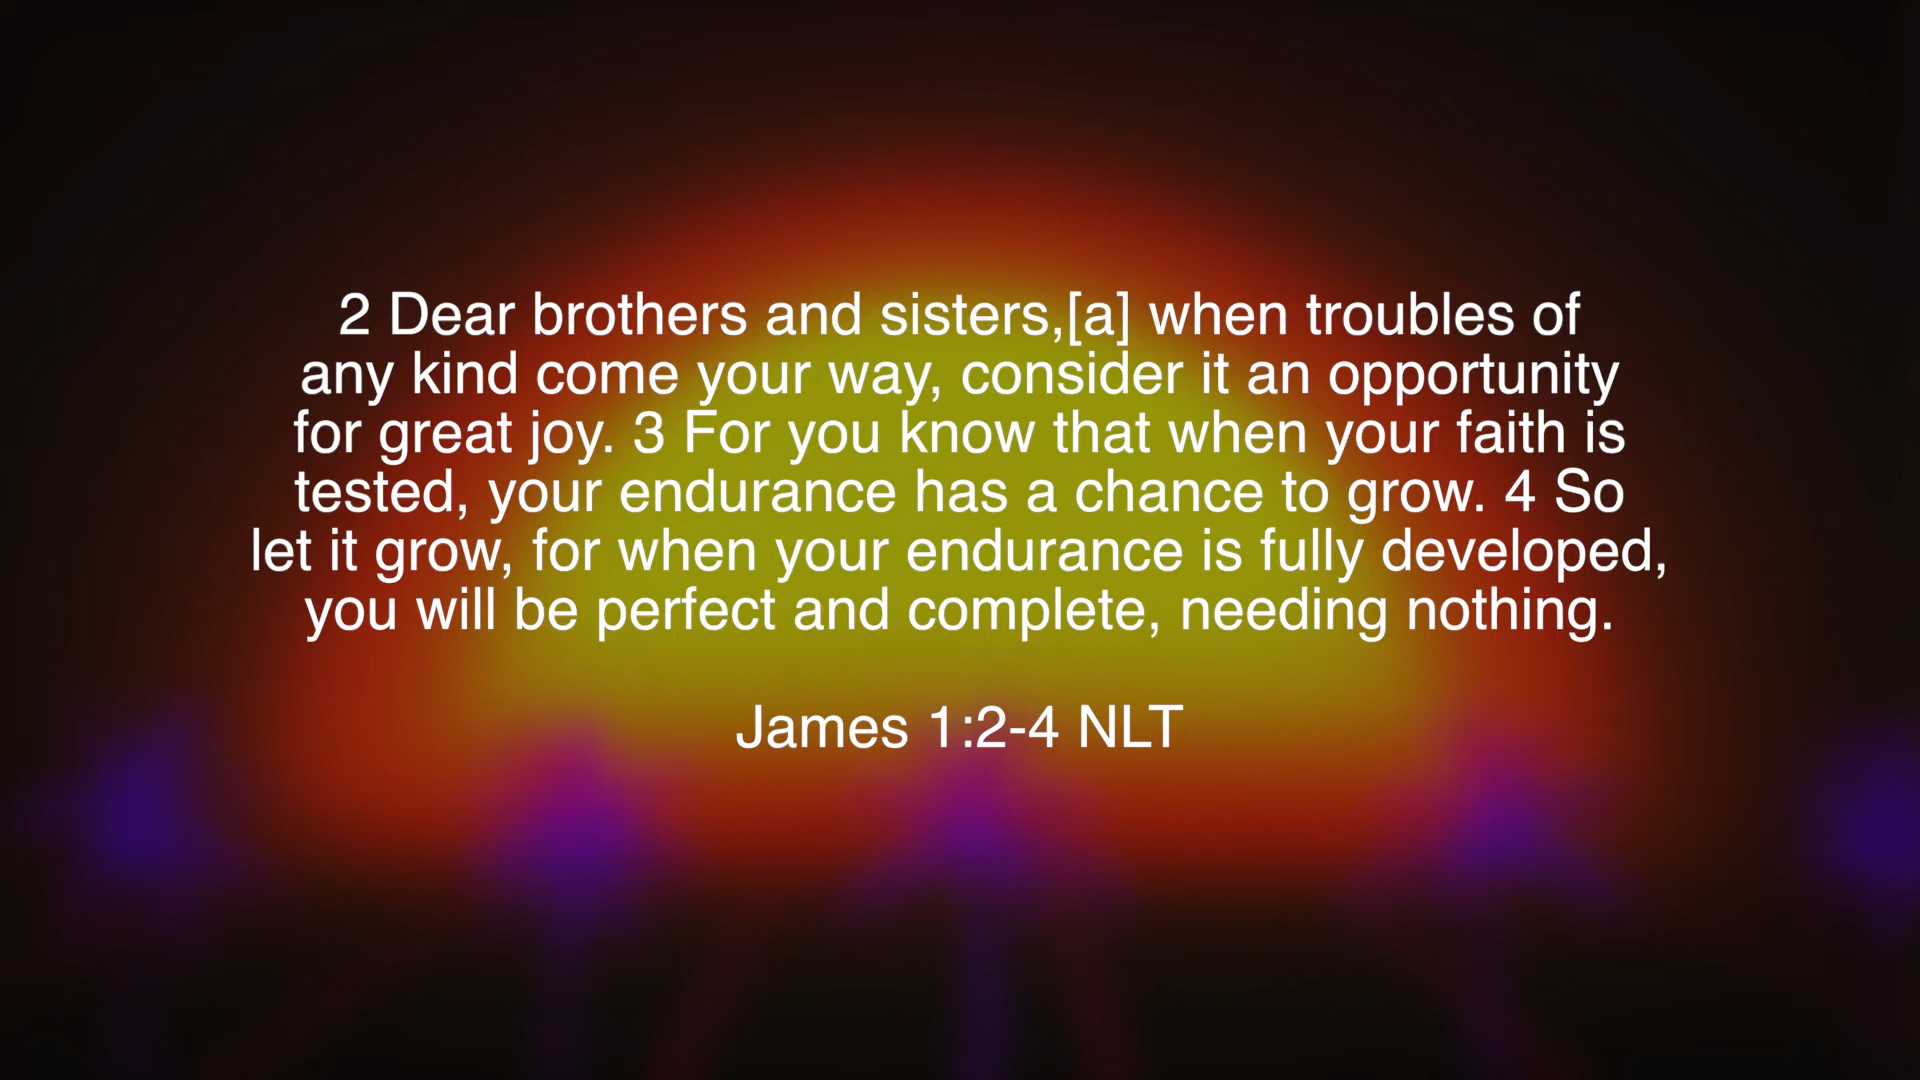 2 Dear brothers and sisters,[a] when troubles of
any kind come your way, consider it an opportunity
for great joy. 3 For you know that when your faith is
tested, your endurance has a chance to grow. 4 So
let it grow, for when your endurance is fully developed,
you will be perfect and complete, needing nothing.
James 1:2-4 NLT